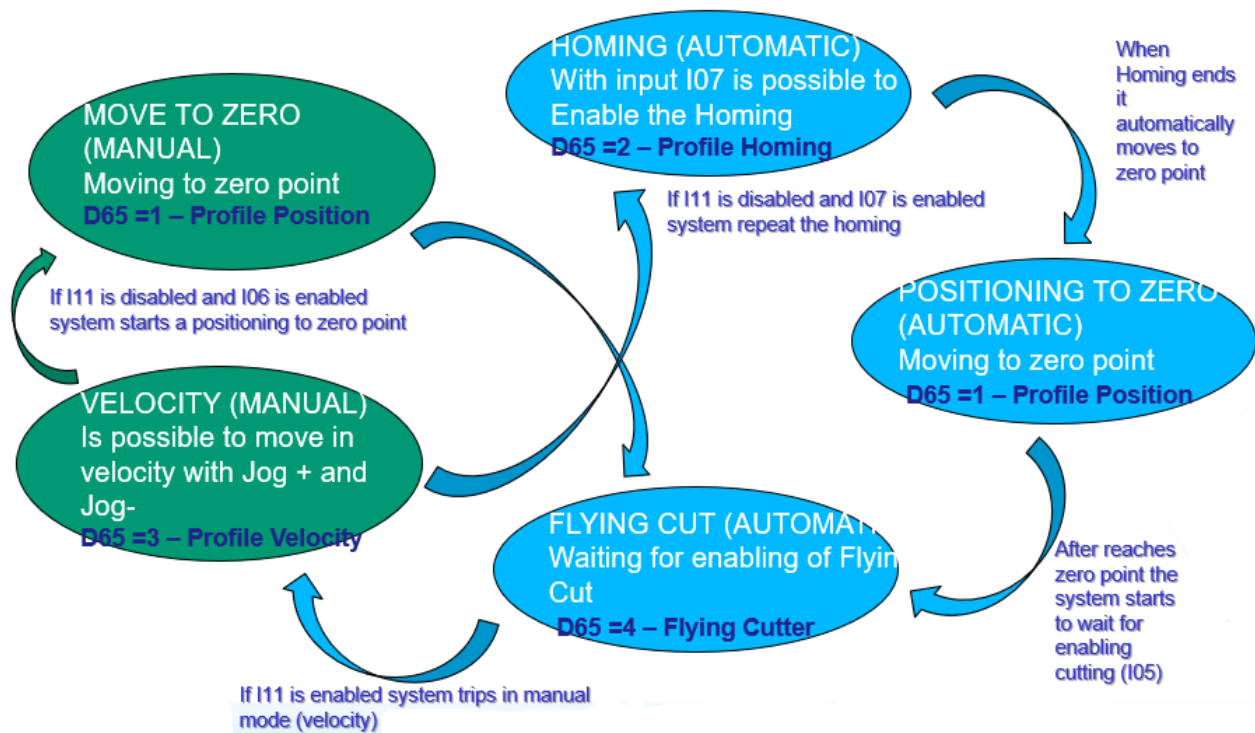 HOMING (AUTOMATIC)
With input I07 is possible to
Enable the Homing
D65 =2 – Profile Homing
When
Homing ends
it
automatically
moves to
zero point
MOVE TO ZERO
(MANUAL)
Moving to zero point
D65 =1 – Profile Position
If I11 is disabled and I07 is enabled
system repeat the homing
If I11 is disabled and I06 is enabled
system starts a positioning to zero point
POSITIONING TO ZERO
(AUTOMATIC)
Moving to zero point
D65 =1 – Profile Position
VELOCITY (MANUAL)
Is possible to move in
velocity with Jog + and
Jog-
D65 =3 – Profile Velocity
FLYING CUT (AUTOMATI
Waiting for enabling of Flyin
Cut
D65 =4 – Flying Cutter
After reaches
zero point the
system starts
to wait for
enabling
cutting (I05)
If I11 is enabled system trips in manual
mode (velocity)